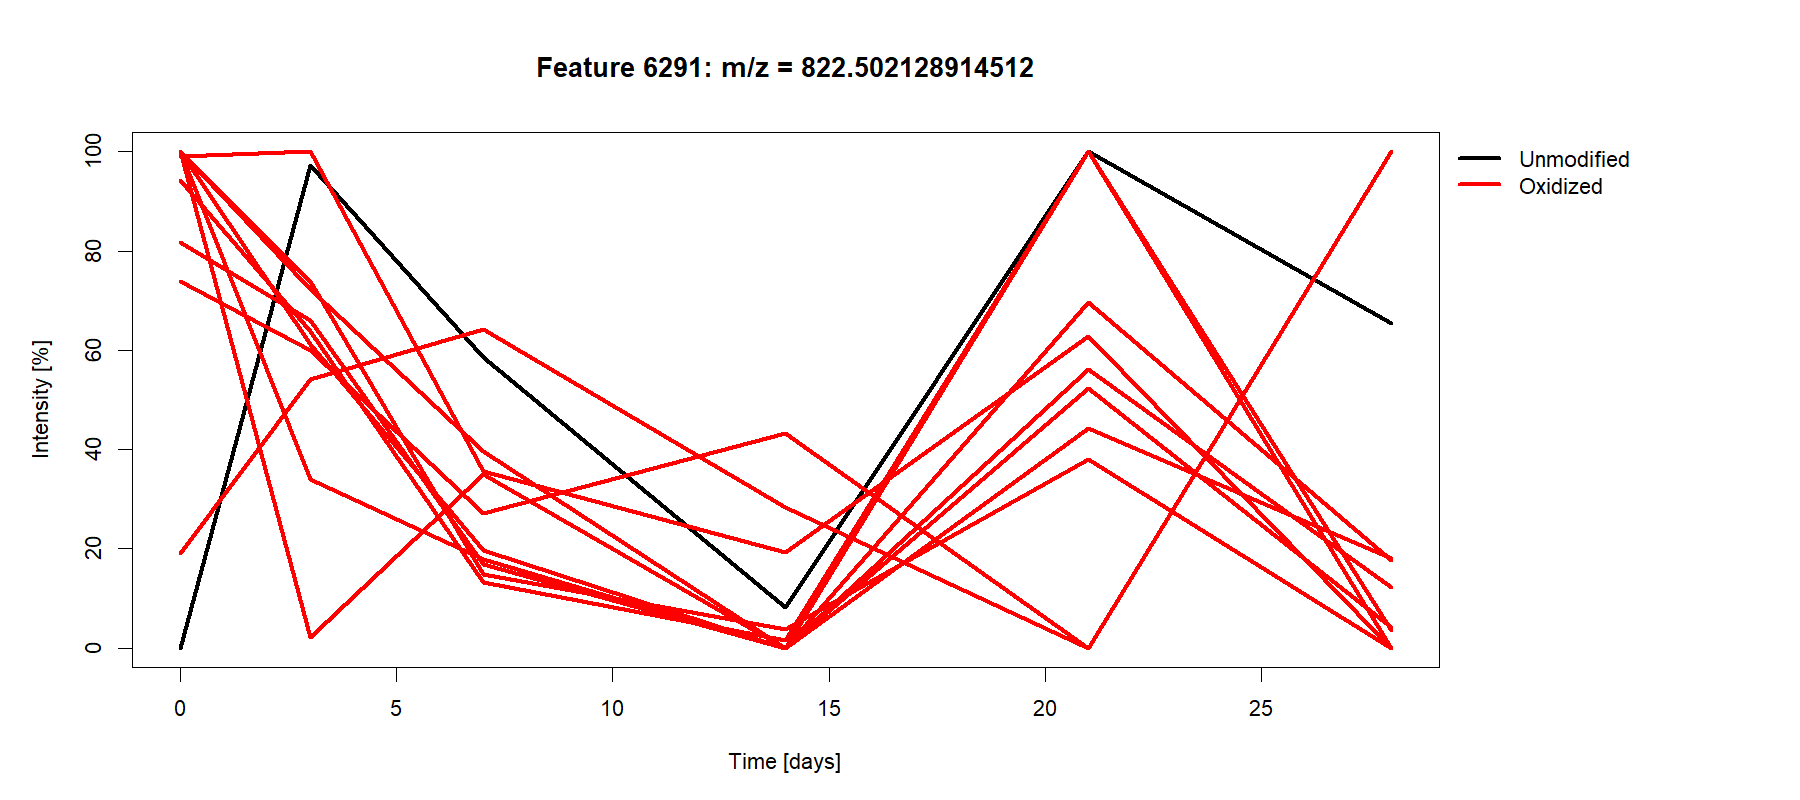 Feature 6291: m/z = 822.502128914512
100
80
60
40
20
0
Intensity [%]
0 5 10 15 20 25
Time [days]
Unmodified
Oxidized